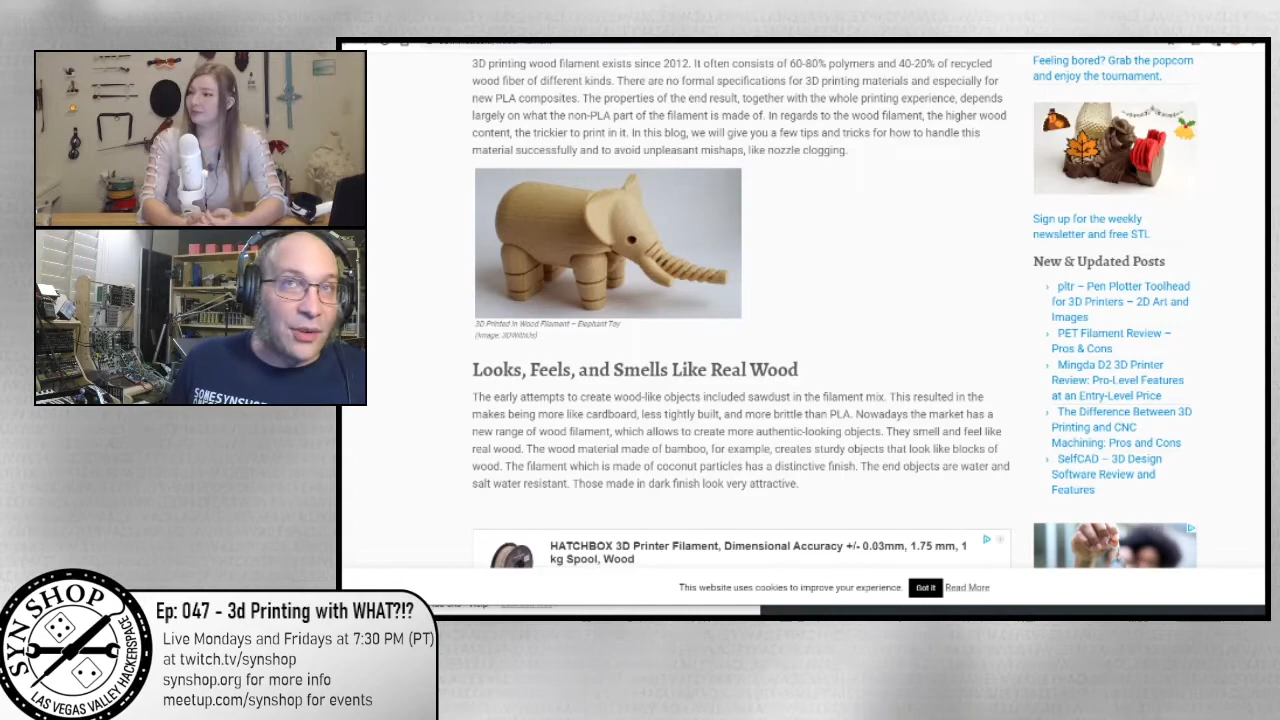 3D printing wood filament exists since 2012. It often consists of 60-80% polymers and 40-20% of recycled
wood fiber of different kinds. There are no formal specifications for 3D printing materials and especially for
new PLA composites. The properties of the end result, together with the whole printing experience, depends
largely on what the non-PLA part of the filament is made of. In regards to the wood filament, the higher wood
content, the trickier to print in it. In this blog, we will give you a few tips and tricks for how to handle this
material successfully and to avoid unpleasant mishaps, like nozzle clogging.
3D Printed in Wood Filament – Elephant Toy
(Image: 3DWithUs)
Looks, Feels, and Smells Like Real Wood
The early attempts to create wood-like objects included sawdust in the filament mix. This resulted in the
makes being more like cardboard, less tightly built, and more brittle than PLA. Nowadays the market has a
new range of wood filament, which allows to create more authentic-looking objects. They smell and feel like
real wood. The wood material made of bamboo, for example, creates sturdy objects that look like blocks of
wood. The filament which is made of coconut particles has a distinctive finish. The end objects are water and
salt water resistant. Those made in dark finish look very attractive.
HATCHBOX 3D Printer Filament, Dimensional Accuracy +/- 0.03mm, 1.75 mm, 1
kg Spool, Wood
Feeling bored? Grab the popcorn
and enjoy the tournament.
Sign up for the weekly
newsletter and free STL
New & Updated Posts
› pltr – Pen Plotter Toolhead
for 3D Printers – 2D Art and
Images
› PET Filament Review –
Pros & Cons
› Mingda D2 3D Printer
Review: Pro-Level Features
at an Entry-Level Price
› The Difference Between 3D
Printing and CNC
Machining: Pros and Cons
› SelfCAD – 3D Design
Software Review and
Features
This website uses cookies to improve your experience. Got it Read More
SOMESYNSHOP
SYN SHOP
LAS VEGAS VALLEY HACKERSPACE
Ep: 047 - 3d Printing with WHAT?!?
Live Mondays and Fridays at 7:30 PM (PT)
at twitch.tv/synshop
synshop.org for more info
meetup.com/synshop for events